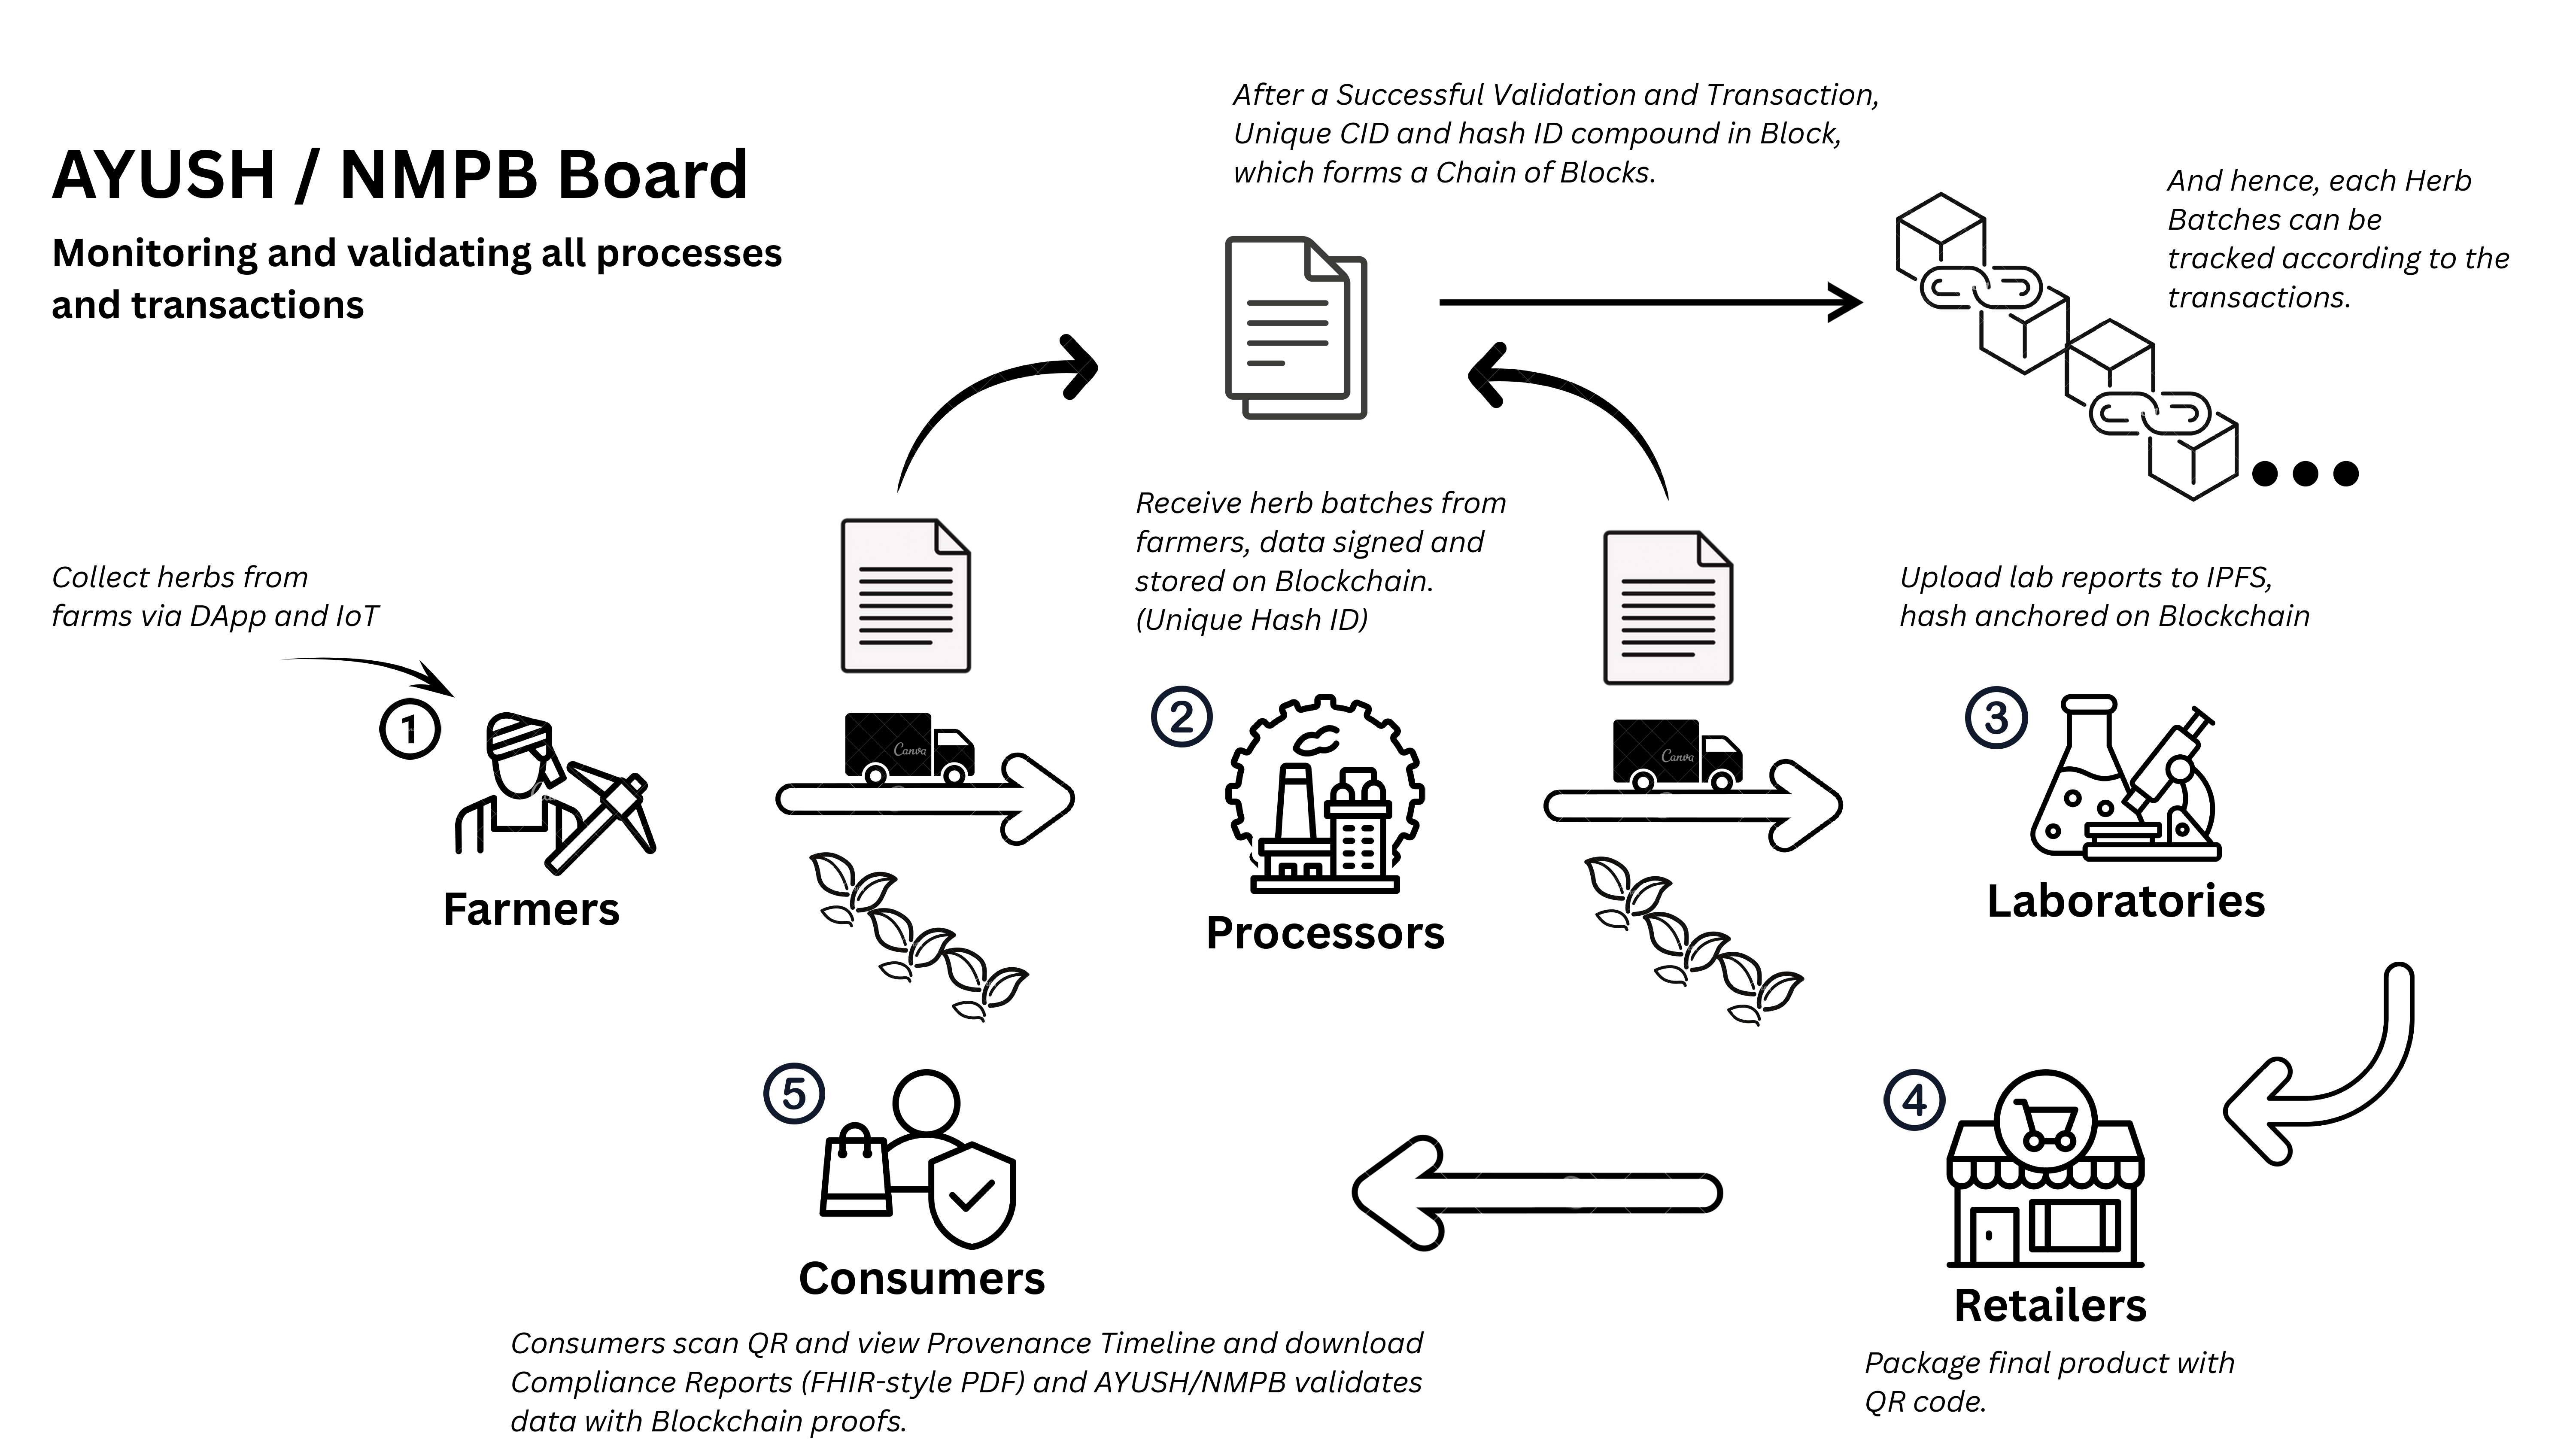 After a Successful Validation and Transaction,
Unique CID and hash ID compound in Block,
which forms a Chain of Blocks.
AYUSH / NMPB Board
Monitoring and validating all processes
and transactions
And hence, each Herb
Batches can be
tracked according to the
transactions.
Collect herbs from
farms via DApp and IoT
Receive herb batches from
farmers, data signed and
stored on Blockchain.
(Unique Hash ID)
Upload lab reports to IPFS,
hash anchored on Blockchain
1
Farmers
Canva
2
Processors
Canva
3
Laboratories
4
Retailers
Package final product with
QR code.
5
Consumers
Consumers scan QR and view Provenance Timeline and download
Compliance Reports (FHIR-style PDF) and AYUSH/NMPB validates
data with Blockchain proofs.